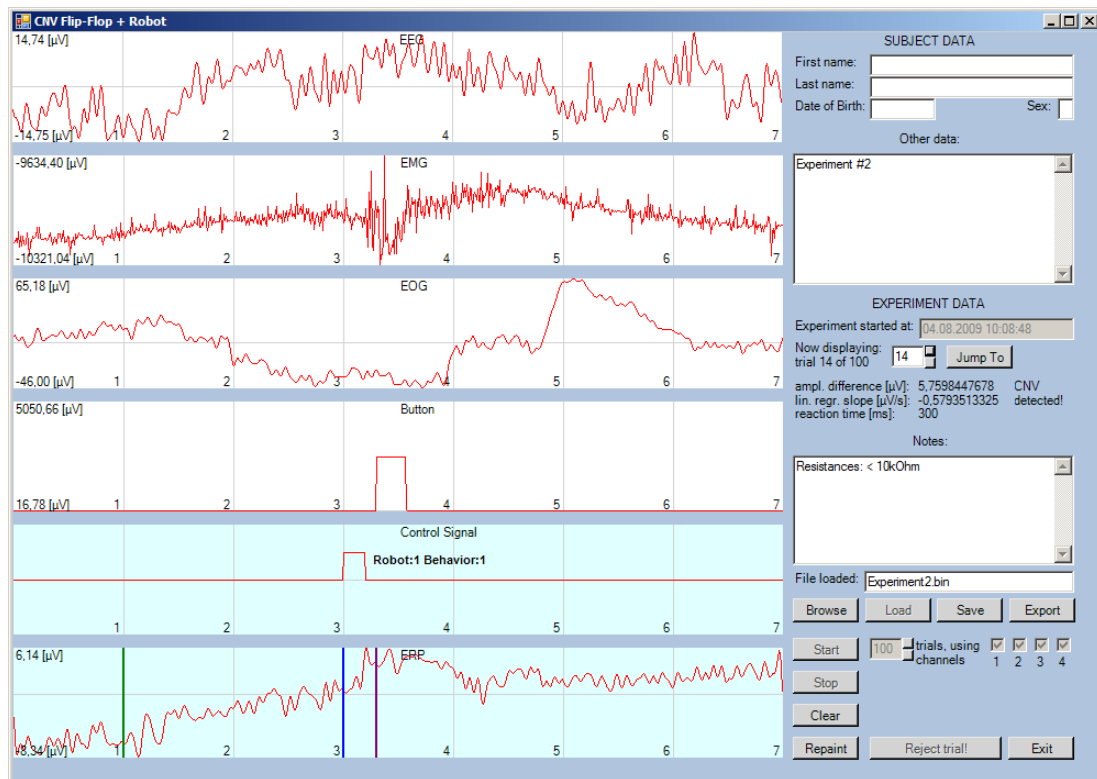 CNV Flip-Flop + Robot
14,74 [µV]
EEG
-14,75 [µV]
1 2 3 4 5 6 7
-9634,40 [µV]
EMG
-10321,04 [µV]
1 2 3 4 5 6 7
65,18 [µV]
EOG
-46,00 [µV]
1 2 3 4 5 6 7
5050,66 [µV]
Button
16,78 [µV]
1 2 3 4 5 6 7
Control Signal
Robot:1 Behavior:1
1 2 3 4 5 6 7
6,14 [µV]
ERP
-8,34 [µV]
1 2 3 4 5 6 7
SUBJECT DATA
First name:
Last name:
Date of Birth: Sex:
Other data:
Experiment #2
EXPERIMENT DATA
Experiment started at: 04.08.2009 10:08:48
Now displaying:
trial 14 of 100 14 Jump To
ampl. difference [µV]: 5,7598447678 CNV
lin. regr. slope [µV/s]: -0,5793513325 detected!
reaction time [ms]: 300
Notes:
Resistances: < 10kOhm
File loaded: Experiment2.bin
Browse Load Save Export
Start 100 trials, using
channels 1 2 3 4
Stop
Clear
Repaint Reject trial! Exit